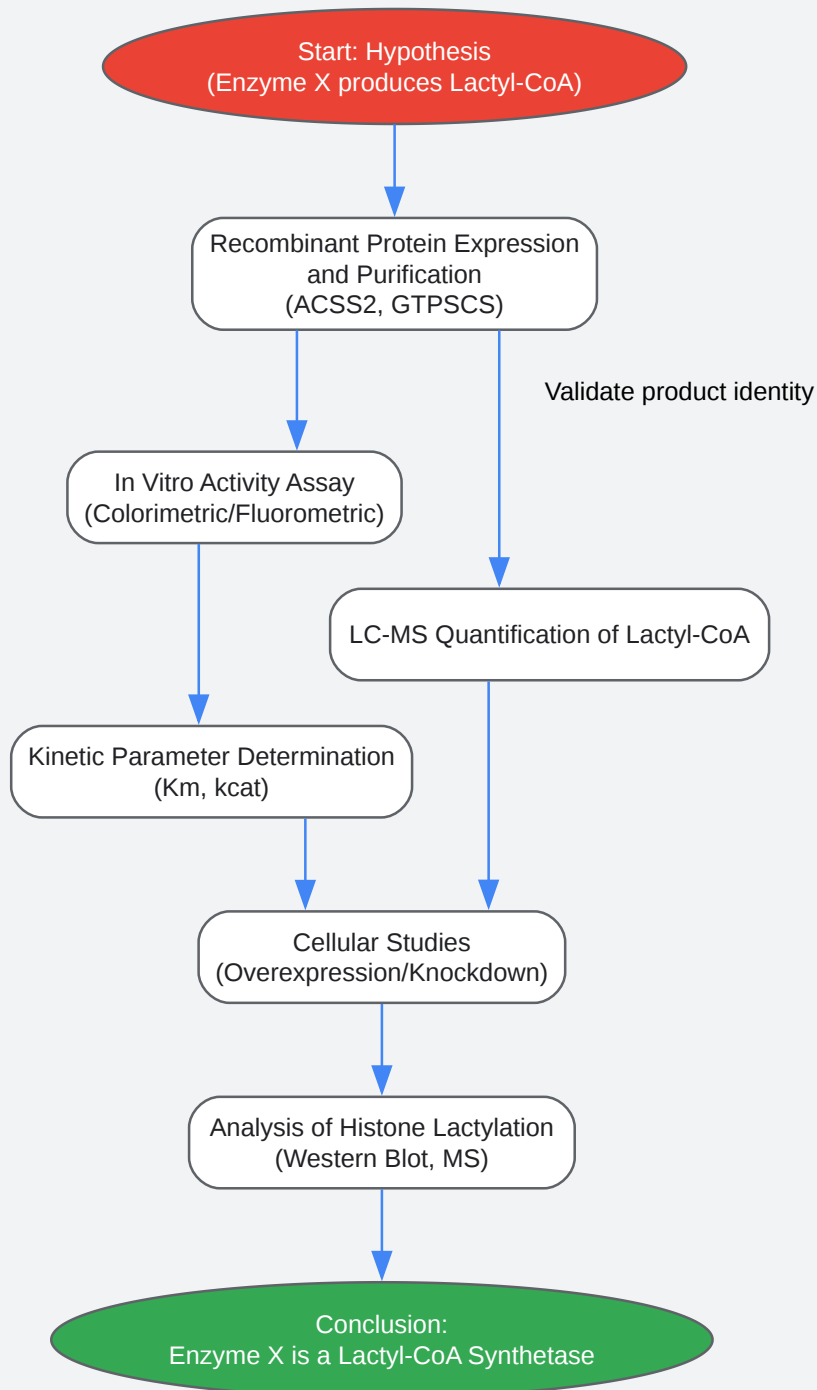 Start: Hypothesis
(Enzyme X produces Lactyl-CoA)
Recombinant Protein Expression
and Purification
(ACSS2, GTPSCS)
Validate product identity
In Vitro Activity Assay
(Colorimetric/Fluorometric)
LC-MS Quantification of Lactyl-CoA
Kinetic Parameter Determination
(Km, kcat)
Cellular Studies
(Overexpression/Knockdown)
Analysis of Histone Lactylation
(Western Blot, MS)
Conclusion:
Enzyme X is a Lactyl-CoA Synthetase